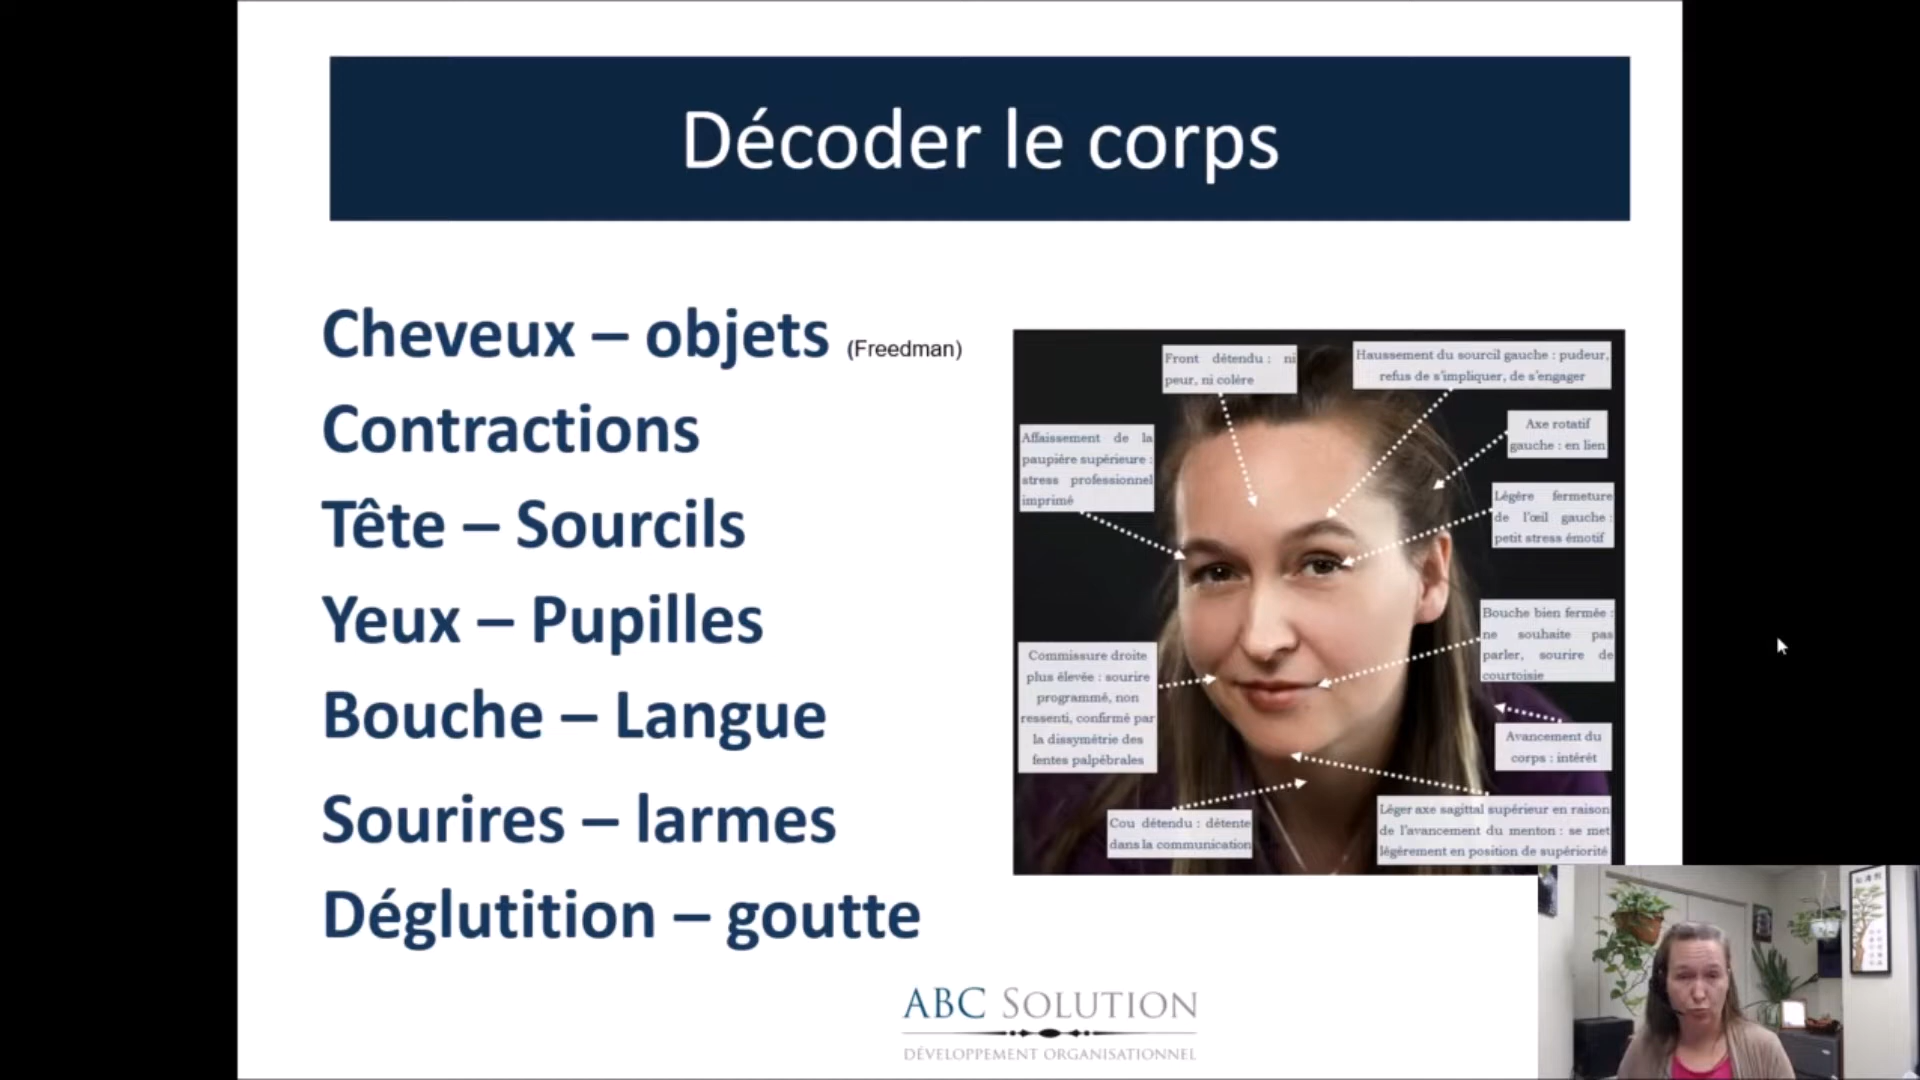 Décoder le corps
Cheveux – objets (Freedman)
Contractions
Tête – Sourcils
Yeux – Pupilles
Bouche – Langue
Sourires – larmes
Déglutition – goutte
Front détendu : ni
peur, ni colère
Haussement du sourcil gauche : pudeur,
refus de s'impliquer, de s'engager
Affaissement de la
paupière supérieure :
stress professionnel
imprimé
Axe rotatif
gauche : en lien
Légère fermeture
de l'œil gauche :
petit stress émotif
Bouche bien fermée :
ne souhaite pas
parler, sourire de
courtoisie
Commissure droite
plus élevée : sourire
programmé, non
ressenti, confirmé par
la dissymétrie des
fentes palpébrales
Avancement du
corps : intérêt
Cou détendu : détente
dans la communication
Léger axe sagittal supérieur en raison
de l'avancement du menton : se met
légèrement en position de supériorité
ABC SOLUTION
DÉVELOPPEMENT ORGANISATIONNEL